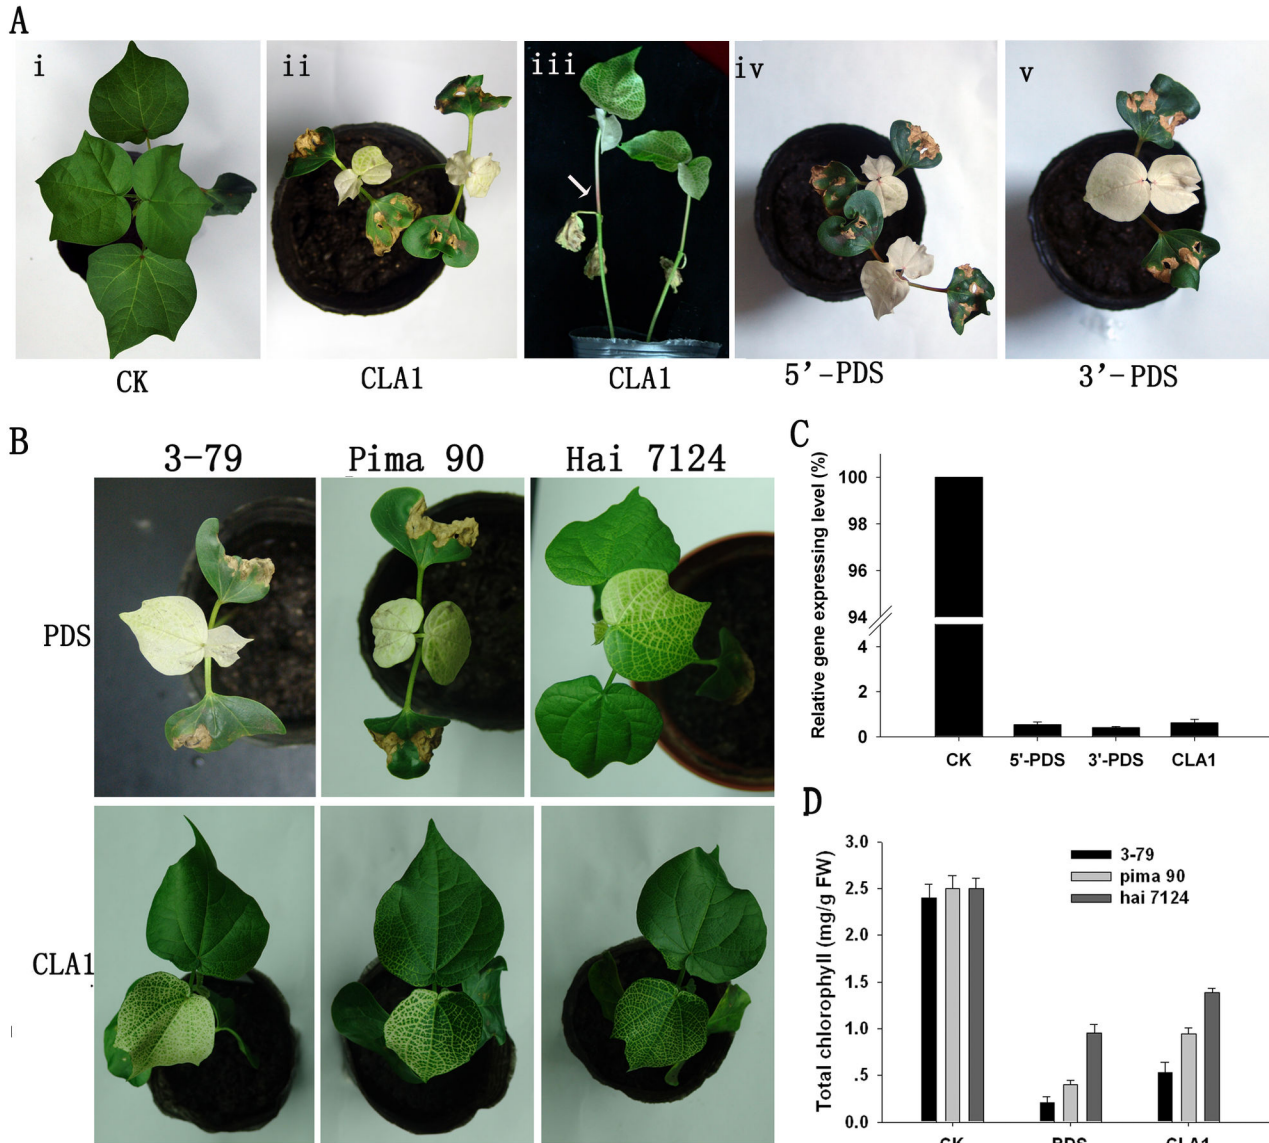 A
i
ii
iii
iv
v
CK
CLA1
CLA1
5'-PDS
3'-PDS
B
3-79
Pima 90
Hai 7124
PDS
CLA1
C
Relative gene expressing level (%)
100
98
96
94
4
2
0
CK
5'-PDS
3'-PDS
CLA1
D
Total chlorophyll (mg/g FW)
3.0
2.5
2.0
1.5
1.0
.5
0.0
3-79
pima 90
hai 7124
CK
PDS
CLA1